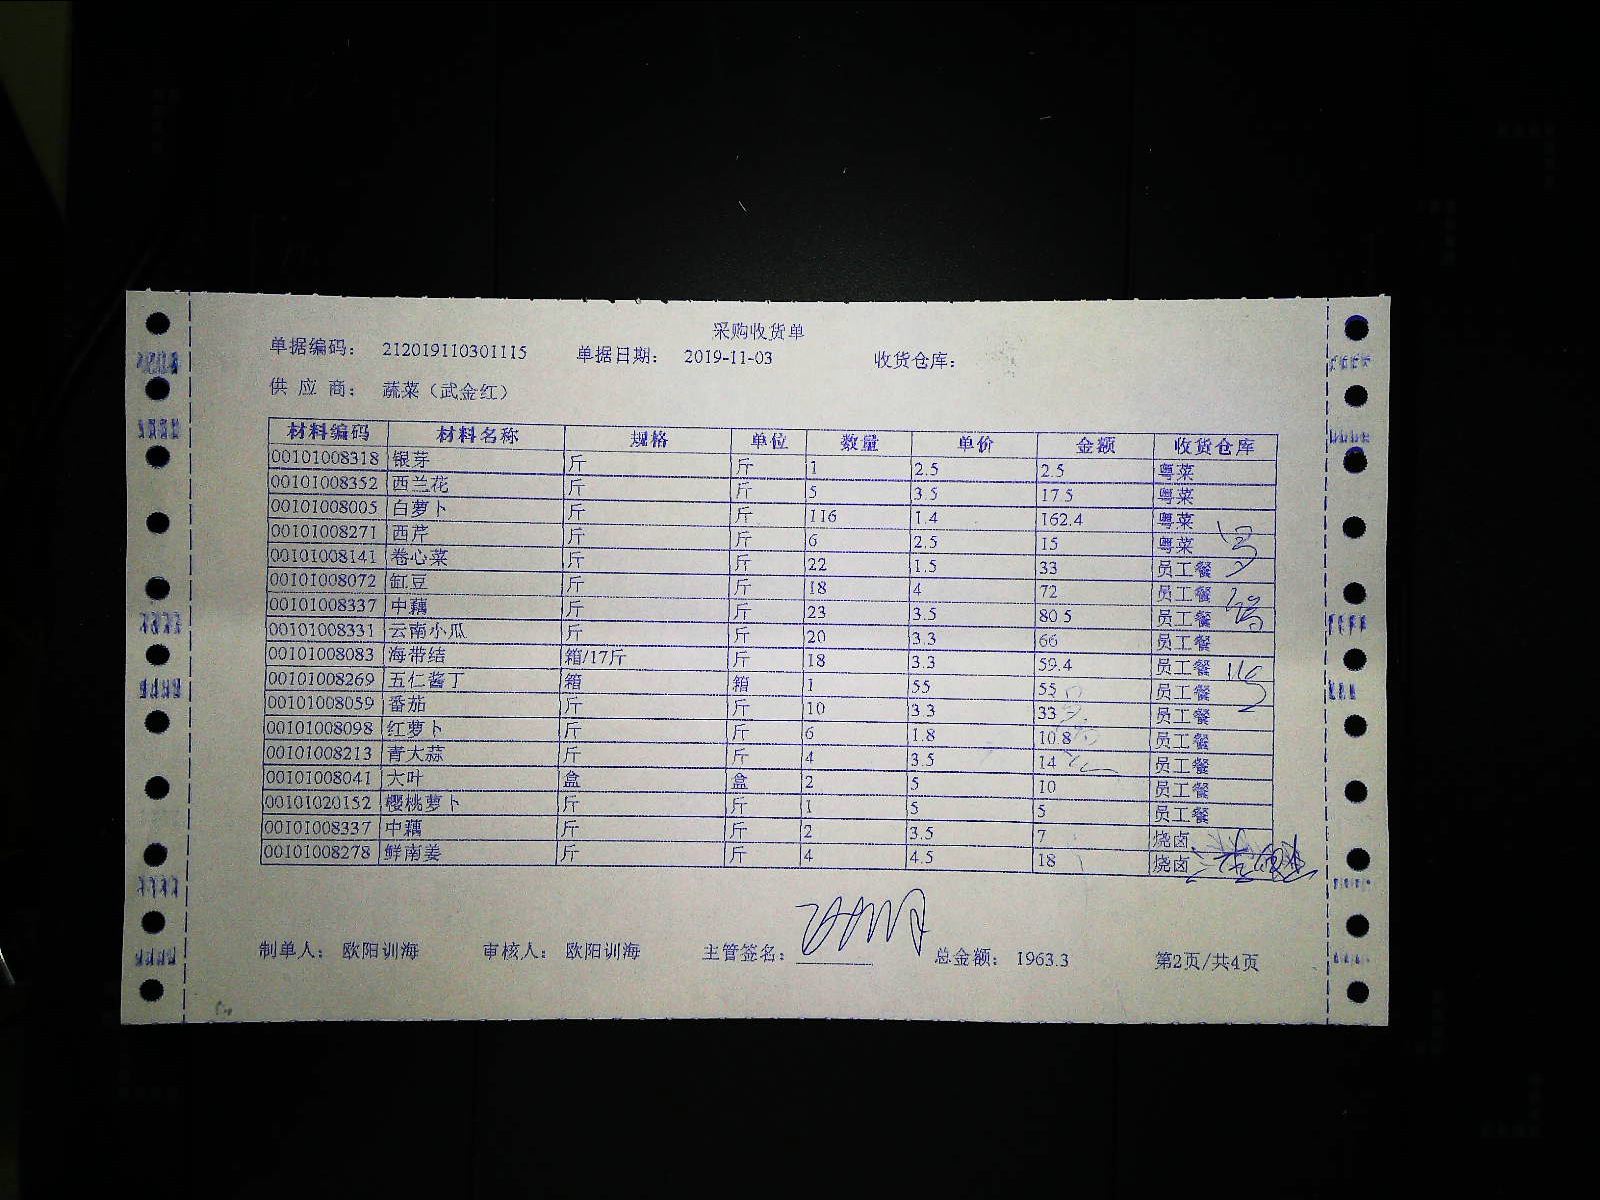 采购收货单
单据编码： 212019110301115 单据日期： 2019-11-03 收货仓库：
供 应 商： 蔬菜（武金红）
材料编码 材料名称 规格 单位 数量 单价 金额 收货仓库
00101008318 银芽 斤 斤 1 2.5 2.5 粤菜
00101008352 西兰花 斤 斤 5 3.5 17.5 粤菜
00101008005 白萝卜 斤 斤 116 1.4 162.4 粤菜
00101008271 西芹 斤 斤 6 2.5 15 粤菜
00101008141 卷心菜 斤 斤 22 1.5 33 员工餐
00101008072 缸豆 斤 斤 18 4 72 员工餐
00101008337 中藕 斤 斤 23 3.5 80.5 员工餐
00101008331 云南小瓜 斤 斤 20 3.3 66 员工餐
00101008083 海带结 箱/17斤 斤 18 3.3 59.4 员工餐
00101008269 五仁酱丁 箱 箱 1 55 55 员工餐
00101008059 番茄 斤 斤 10 3.3 33 员工餐
00101008098 红萝卜 斤 斤 6 1.8 10.8 员工餐
00101008213 青大蒜 斤 斤 4 3.5 14 员工餐
00101008041 大叶 盒 盒 2 5 10 员工餐
00101020152 樱桃萝卜 斤 斤 1 5 5 员工餐
00101008337 中藕 斤 斤 2 3.5 7 烧卤
00101008278 鲜南姜 斤 斤 4 4.5 18 烧卤
制单人： 欧阳训海 审核人： 欧阳训海 主管签名： 总金额： 1963.3 第2页/共4页